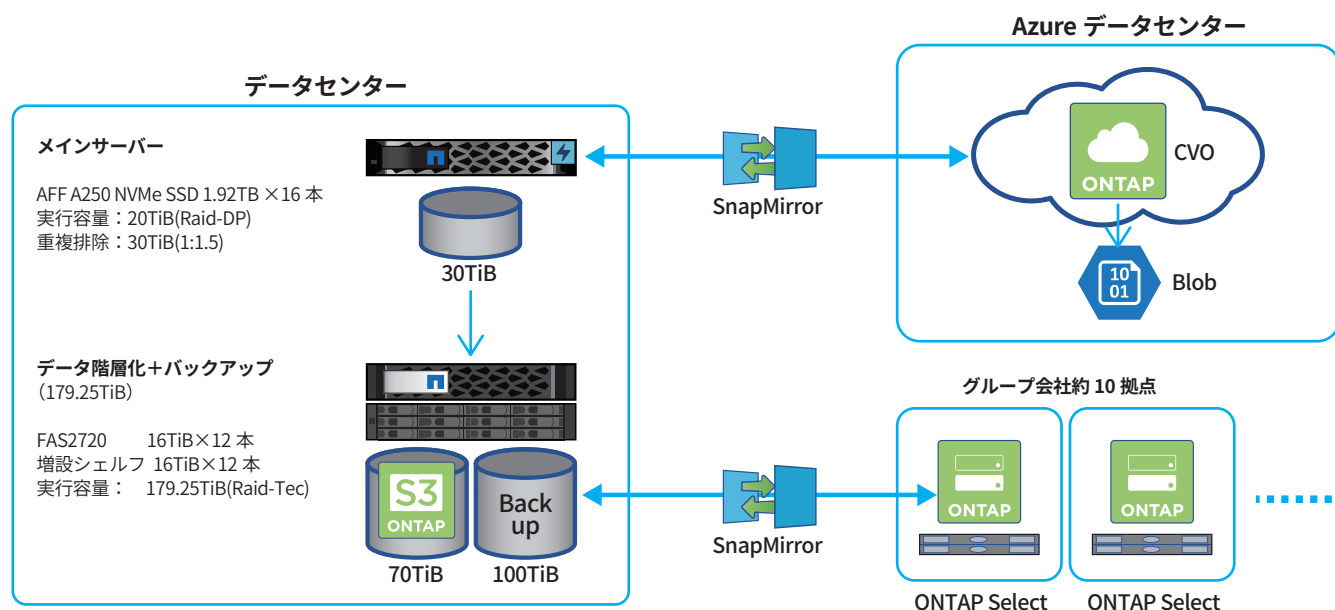 データセンター
メインサーバー
AFF A250 NVMe SSD 1.92TB ×16 本
実行容量：20TiB(Raid-DP)
重複排除：30TiB(1:1.5)
30TiB
データ階層化＋バックアップ
（179.25TiB）
FAS2720 16TiB×12 本
増設シェルフ 16TiB×12 本
実行容量： 179.25TiB(Raid-Tec)
S3
ONTAP
70TiB
Back
up
100TiB
SnapMirror
SnapMirror
Azure データセンター
ONTAP
CVO
10
01
Blob
グループ会社約 10 拠点
ONTAP
ONTAP
ONTAP Select
ONTAP Select